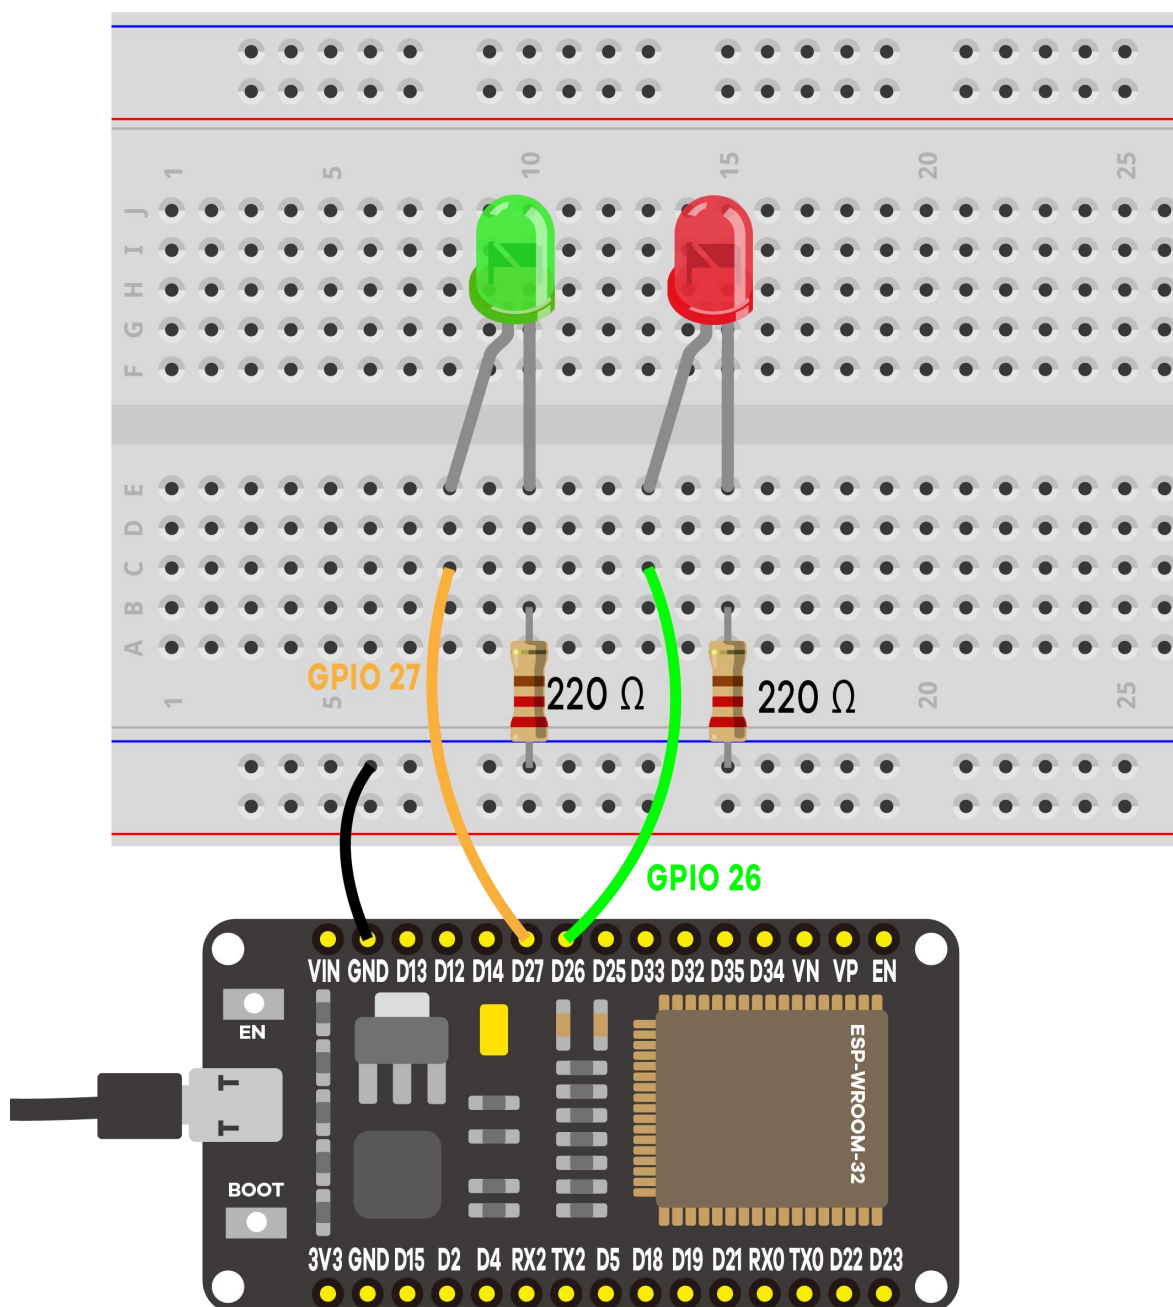 1 5 10 15 20 25
J
I
H
G
F
E
D
C
B
A
GPIO 27
220 Ω 220 Ω
1 5 20 25
GPIO 26
VIN GND D13 D12 D14 D27 D26 D25 D33 D32 D35 D34 VN VP EN
EN
ESP-WROOM-32
T
T
BOOT
3V3 GND D15 D2 D4 RX2 TX2 D5 D18 D19 D21 RX0 TX0 D22 D23